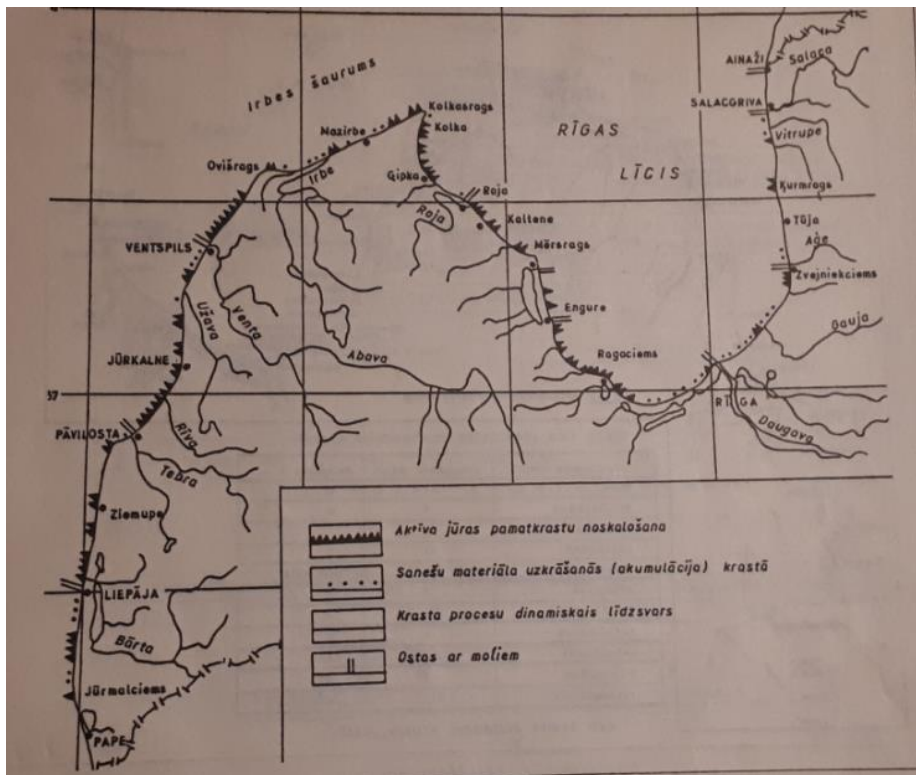 AINAŽI
Salaca
Irbes šaurums
SALACGRĪVA
Kolkasrags
Mazirbe
Kolka
RĪGAS
Vitrupe
Ovišrags
LĪCIS
Irbe
Ģipka
Roja
Ķurmrags
Roja
Kaltene
Tūja
VENTSPILS
Mērsrags
Aģe
Zvejniekciems
Užava
Venta
Engure
Gauja
JŪRKALNE
Abava
Ragaciems
57
RĪGA
PĀVILOSTA
Rīva
Daugava
Tebra
Ziemupe
Aktīva jūras pamatkrastu noskalošana
Sanešu materiāla uzkrāšanās (akumulācija) krastā
LIEPĀJA
Krasta procesu dinamiskais līdzsvars
Bārta
Ostas ar moliem
Jūrmalciems
PAPE